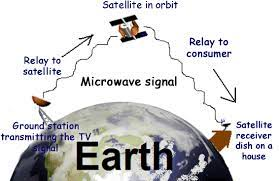 Satellite in orbit
Relay to
satellite
Relay to
consumer
Microwave signal
Ground station
transmitting the TV
signal
Satellite
receiver
dish on a
house
Earth